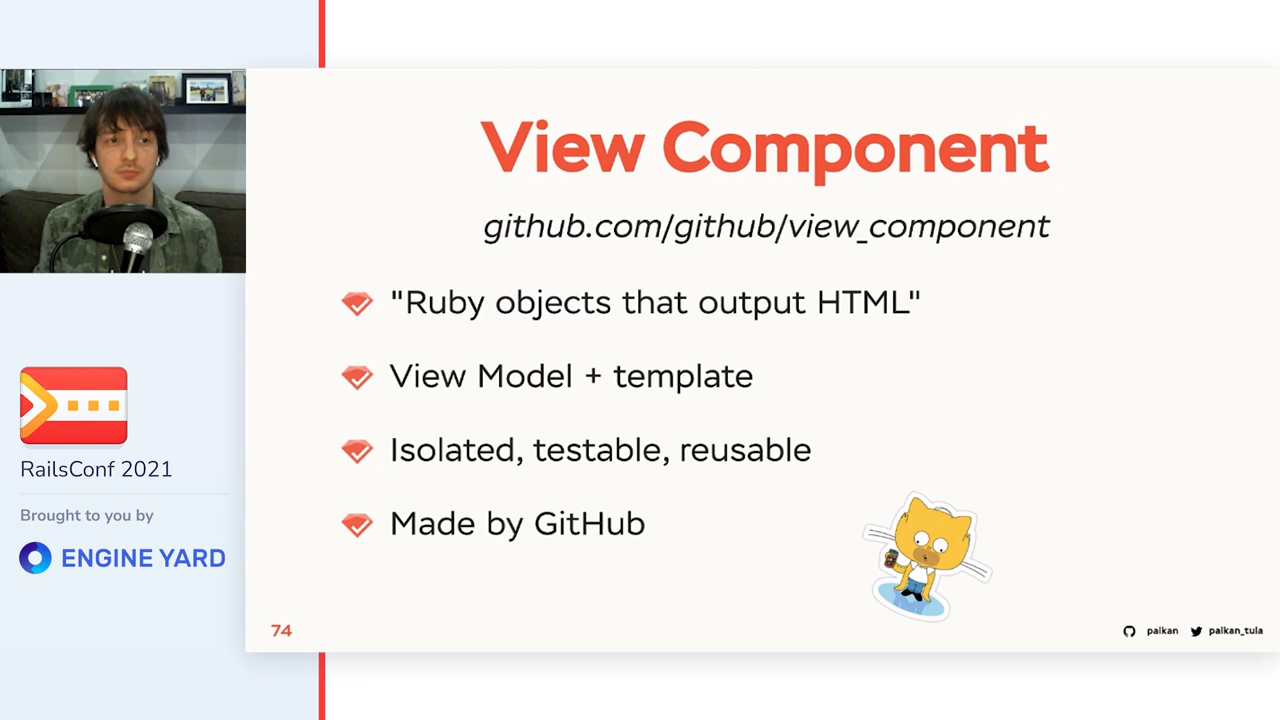 View Component
github.com/github/view_component
"Ruby objects that output HTML"
View Model + template
Isolated, testable, reusable
Made by GitHub
RailsConf 2021
Brought to you by
ENGINE YARD
74
palkan
palkan_tula